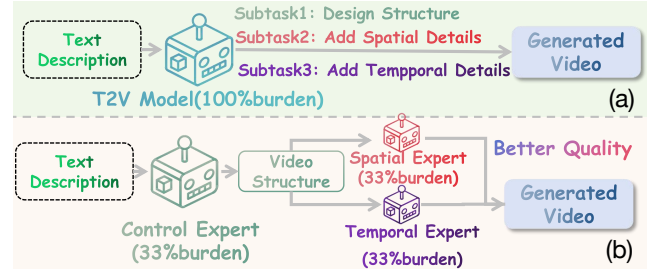 Subtask1: Design Structure
Text
Description
Subtask2: Add Spatial Details
Generated
Video
Subtask3: Add Tempporal Details
T2V Model(100%burden)
(a)
Text
Description
Video
Structure
Spatial Expert
(33%burden)
Better Quality
Control Expert
(33%burden)
Temporal Expert
(33%burden)
Generated
Video
(b)